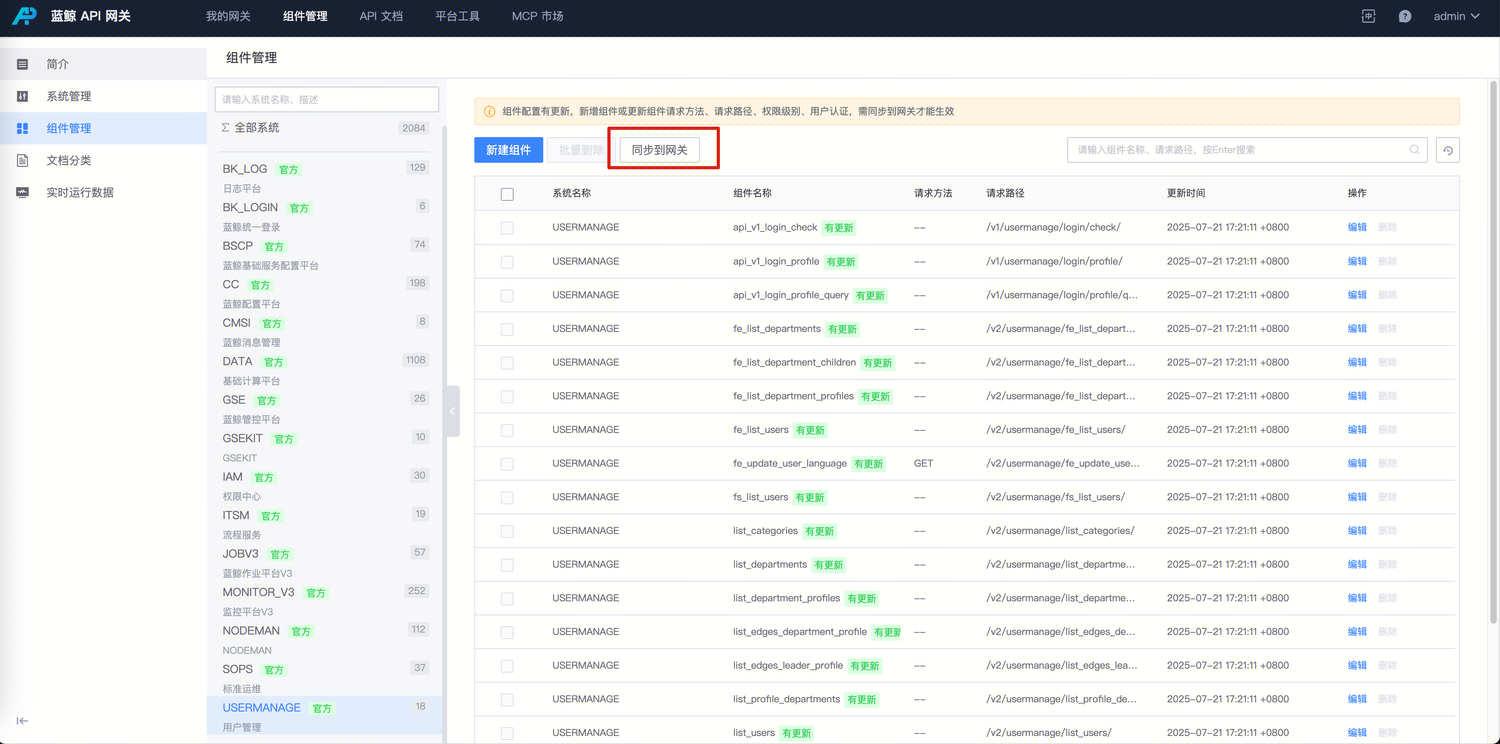 蓝鲸 API 网关 我的网关 组件管理 API 文档 平台工具 MCP 市场 admin
简介
系统管理
组件管理
文档分类
实时运行数据
组件管理
请输入系统名称、描述
全部系统 2084
BK_LOG 官方 129
日志平台
BK_LOGIN 官方 6
蓝鲸统一登录
BSCP 官方 74
蓝鲸基础服务配置平台
CC 官方 198
蓝鲸配置平台
CMSI 官方 8
蓝鲸消息管理
DATA 官方 1108
基础计算平台
GSE 官方 26
蓝鲸管控平台
GSEKIT 官方 10
GSEKIT
IAM 官方 30
权限中心
ITSM 官方 19
流程服务
JOBV3 官方 57
蓝鲸作业平台V3
MONITOR_V3 官方 252
监控平台V3
NODEMAN 官方 112
NODEMAN
SOPS 官方 37
标准运维
USERMANAGE 官方 18
用户管理
组件配置有更新，新增组件或更新组件请求方法、请求路径、权限级别、用户认证，需同步到网关才能生效
新建组件 批量删除 同步到网关 请输入组件名称、请求路径，按Enter搜索
系统名称 组件名称 请求方法 请求路径 更新时间 操作
USERMANAGE api_v1_login_check 有更新 -- /v1/usermanage/login/check/ 2025-07-21 17:21:11 +0800 编辑 删除
USERMANAGE api_v1_login_profile 有更新 -- /v1/usermanage/login/profile/ 2025-07-21 17:21:11 +0800 编辑 删除
USERMANAGE api_v1_login_profile_query 有更新 -- /v1/usermanage/login/profile/q... 2025-07-21 17:21:11 +0800 编辑 删除
USERMANAGE fe_list_departments 有更新 -- /v2/usermanage/fe_list_depart... 2025-07-21 17:21:11 +0800 编辑 删除
USERMANAGE fe_list_department_children 有更新 -- /v2/usermanage/fe_list_depart... 2025-07-21 17:21:11 +0800 编辑 删除
USERMANAGE fe_list_department_profiles 有更新 -- /v2/usermanage/fe_list_depart... 2025-07-21 17:21:11 +0800 编辑 删除
USERMANAGE fe_list_users 有更新 -- /v2/usermanage/fe_list_users/ 2025-07-21 17:21:11 +0800 编辑 删除
USERMANAGE fe_update_user_language 有更新 GET /v2/usermanage/fe_update_use... 2025-07-21 17:21:11 +0800 编辑 删除
USERMANAGE fs_list_users 有更新 -- /v2/usermanage/fs_list_users/ 2025-07-21 17:21:11 +0800 编辑 删除
USERMANAGE list_categories 有更新 -- /v2/usermanage/list_categories/ 2025-07-21 17:21:11 +0800 编辑 删除
USERMANAGE list_departments 有更新 -- /v2/usermanage/list_departme... 2025-07-21 17:21:11 +0800 编辑 删除
USERMANAGE list_department_profiles 有更新 -- /v2/usermanage/list_departme... 2025-07-21 17:21:11 +0800 编辑 删除
USERMANAGE list_edges_department_profile 有更新 -- /v2/usermanage/list_edges_de... 2025-07-21 17:21:11 +0800 编辑 删除
USERMANAGE list_edges_leader_profile 有更新 -- /v2/usermanage/list_edges_lea... 2025-07-21 17:21:11 +0800 编辑 删除
USERMANAGE list_profile_departments 有更新 -- /v2/usermanage/list_profile_de... 2025-07-21 17:21:11 +0800 编辑 删除
USERMANAGE list_users 有更新 -- /v2/usermanage/list_users/ 2025-07-21 17:21:11 +0800 编辑 删除